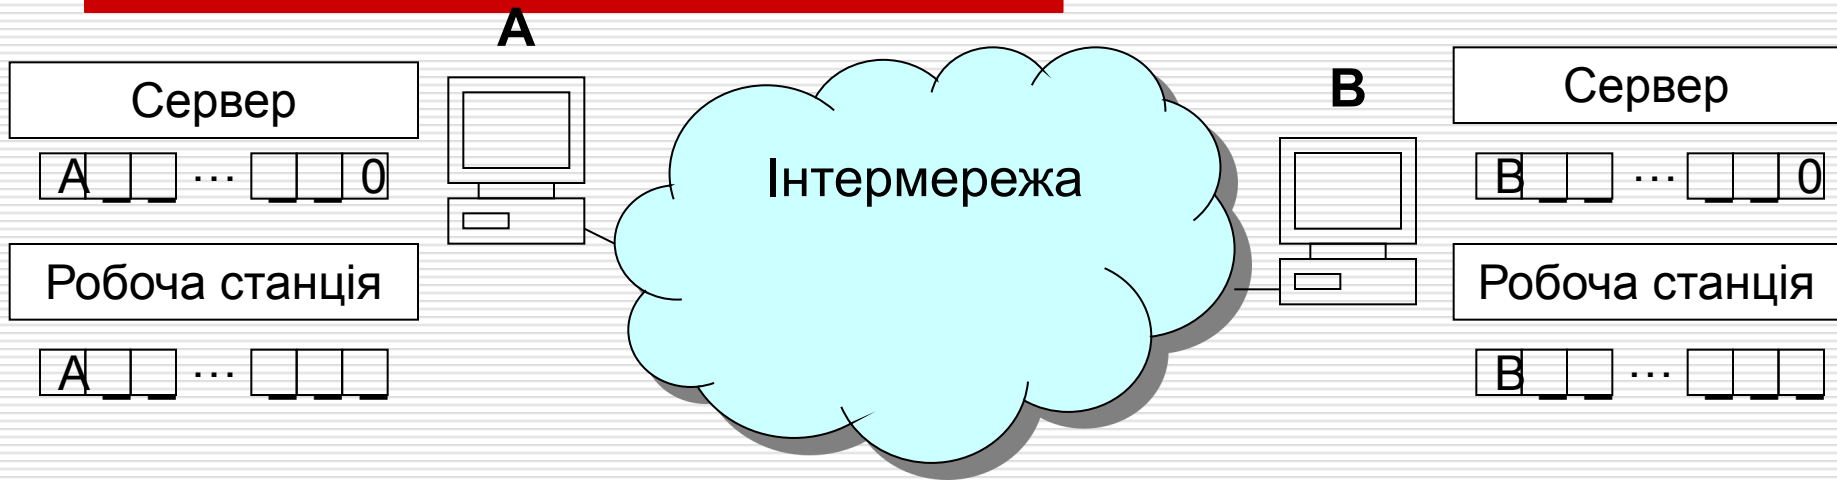 А
Сервер
А _ _ ... _ _ 0
Робоча станція
А _ _ ... _ _ _
Інтермережа
В
Сервер
В _ _ ... _ _ 0
Робоча станція
В _ _ ... _ _ _